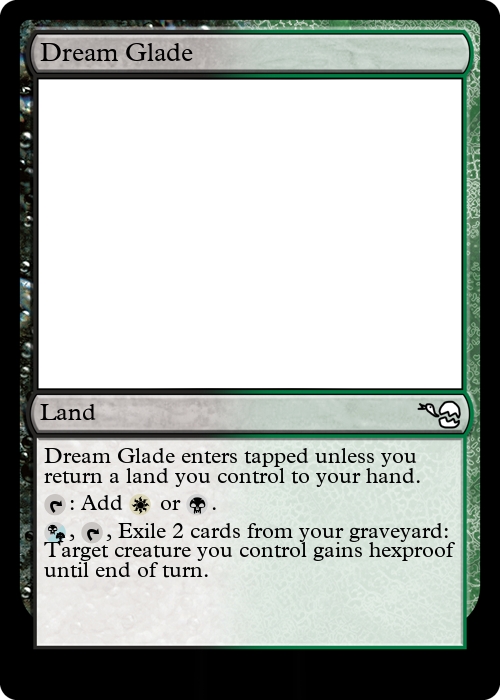 Dream Glade
Land
Dream Glade enters tapped unless you
return a land you control to your hand.
: Add or .
, , Exile 2 cards from your graveyard:
Target creature you control gains hexproof
until end of turn.